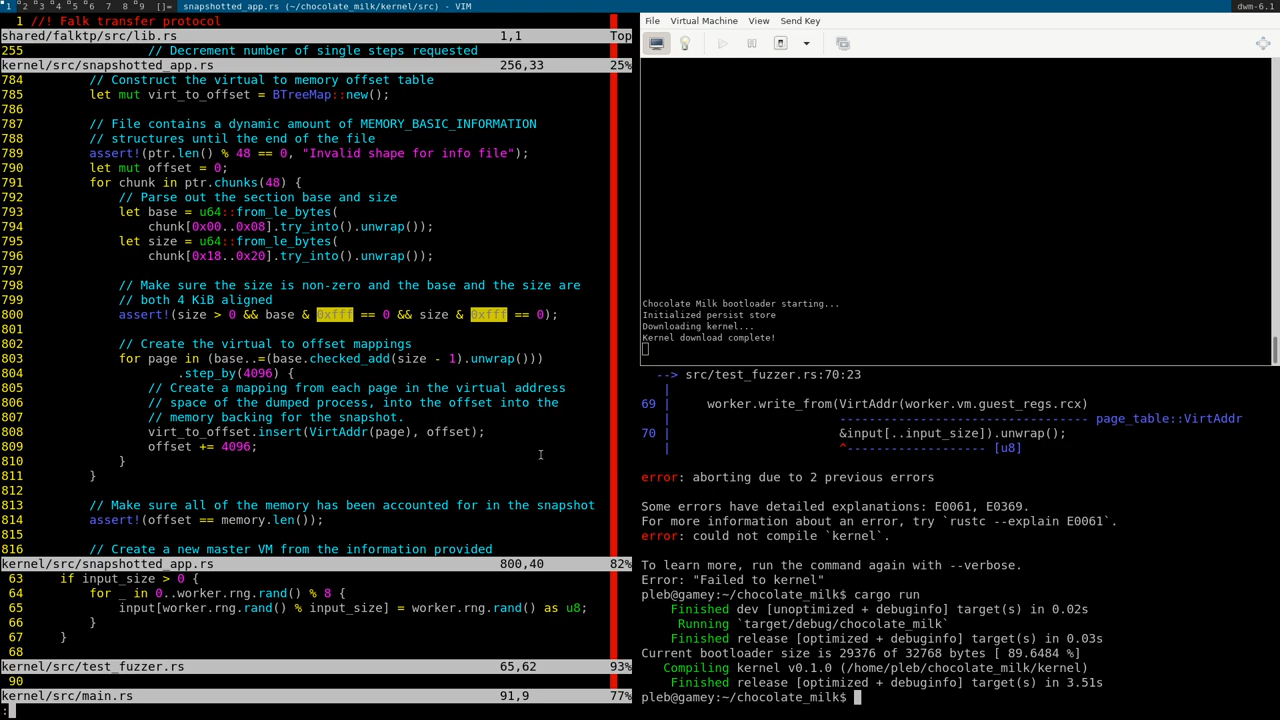 1 2 3 4 5 6 7 8 9 []= snapshotted_app.rs (~/chocolate_milk/kernel/src) - VIM
dwm-6.1
1 //! Falk transfer protocol
shared/falktp/src/lib.rs 1,1 Top
255 // Decrement number of single steps requested
kernel/src/snapshotted_app.rs 256,33 25%
784 // Construct the virtual to memory offset table
785 let mut virt_to_offset = BTreeMap::new();
786
787 // File contains a dynamic amount of MEMORY_BASIC_INFORMATION
788 // structures until the end of the file
789 assert!(ptr.len() % 48 == 0, "Invalid shape for info file");
790 let mut offset = 0;
791 for chunk in ptr.chunks(48) {
792 // Parse out the section base and size
793 let base = u64::from_le_bytes(
794 chunk[0x00..0x08].try_into().unwrap());
795 let size = u64::from_le_bytes(
796 chunk[0x18..0x20].try_into().unwrap());
797
798 // Make sure the size is non-zero and the base and the size are
799 // both 4 KiB aligned
800 assert!(size > 0 && base & 0xfff == 0 && size & 0xfff == 0);
801
802 // Create the virtual to offset mappings
803 for page in (base..=(base.checked_add(size - 1).unwrap()))
804 .step_by(4096) {
805 // Create a mapping from each page in the virtual address
806 // space of the dumped process, into the offset into the
807 // memory backing for the snapshot.
808 virt_to_offset.insert(VirtAddr(page), offset);
809 offset += 4096;
810 }
811 }
812
813 // Make sure all of the memory has been accounted for in the snapshot
814 assert!(offset == memory.len());
815
816 // Create a new master VM from the information provided
kernel/src/snapshotted_app.rs 800,40 82%
63 if input_size > 0 {
64 for _ in 0..worker.rng.rand() % 8 {
65 input[worker.rng.rand() % input_size] = worker.rng.rand() as u8;
66 }
67 }
68
kernel/src/test_fuzzer.rs 65,62 93%
90
kernel/src/main.rs 91,9 77%
:
File Virtual Machine View Send Key
Chocolate Milk bootloader starting...
Initialized persist store
Downloading kernel...
Kernel download complete!
--> src/test_fuzzer.rs:70:23
|
69 | worker.write_from(VirtAddr(worker.vm.guest_regs.rcx)
| --------------------------------- page_table::VirtAddr
70 | &input[..input_size]).unwrap();
| ^------------------- [u8]
error: aborting due to 2 previous errors
Some errors have detailed explanations: E0061, E0369.
For more information about an error, try `rustc --explain E0061`.
error: could not compile `kernel`.
To learn more, run the command again with --verbose.
Error: "Failed to kernel"
pleb@gamey:~/chocolate_milk$ cargo run
Finished dev [unoptimized + debuginfo] target(s) in 0.02s
Running `target/debug/chocolate_milk`
Finished release [optimized + debuginfo] target(s) in 0.03s
Current bootloader size is 29376 of 32768 bytes [ 89.6484 %]
Compiling kernel v0.1.0 (/home/pleb/chocolate_milk/kernel)
Finished release [optimized + debuginfo] target(s) in 3.51s
pleb@gamey:~/chocolate_milk$